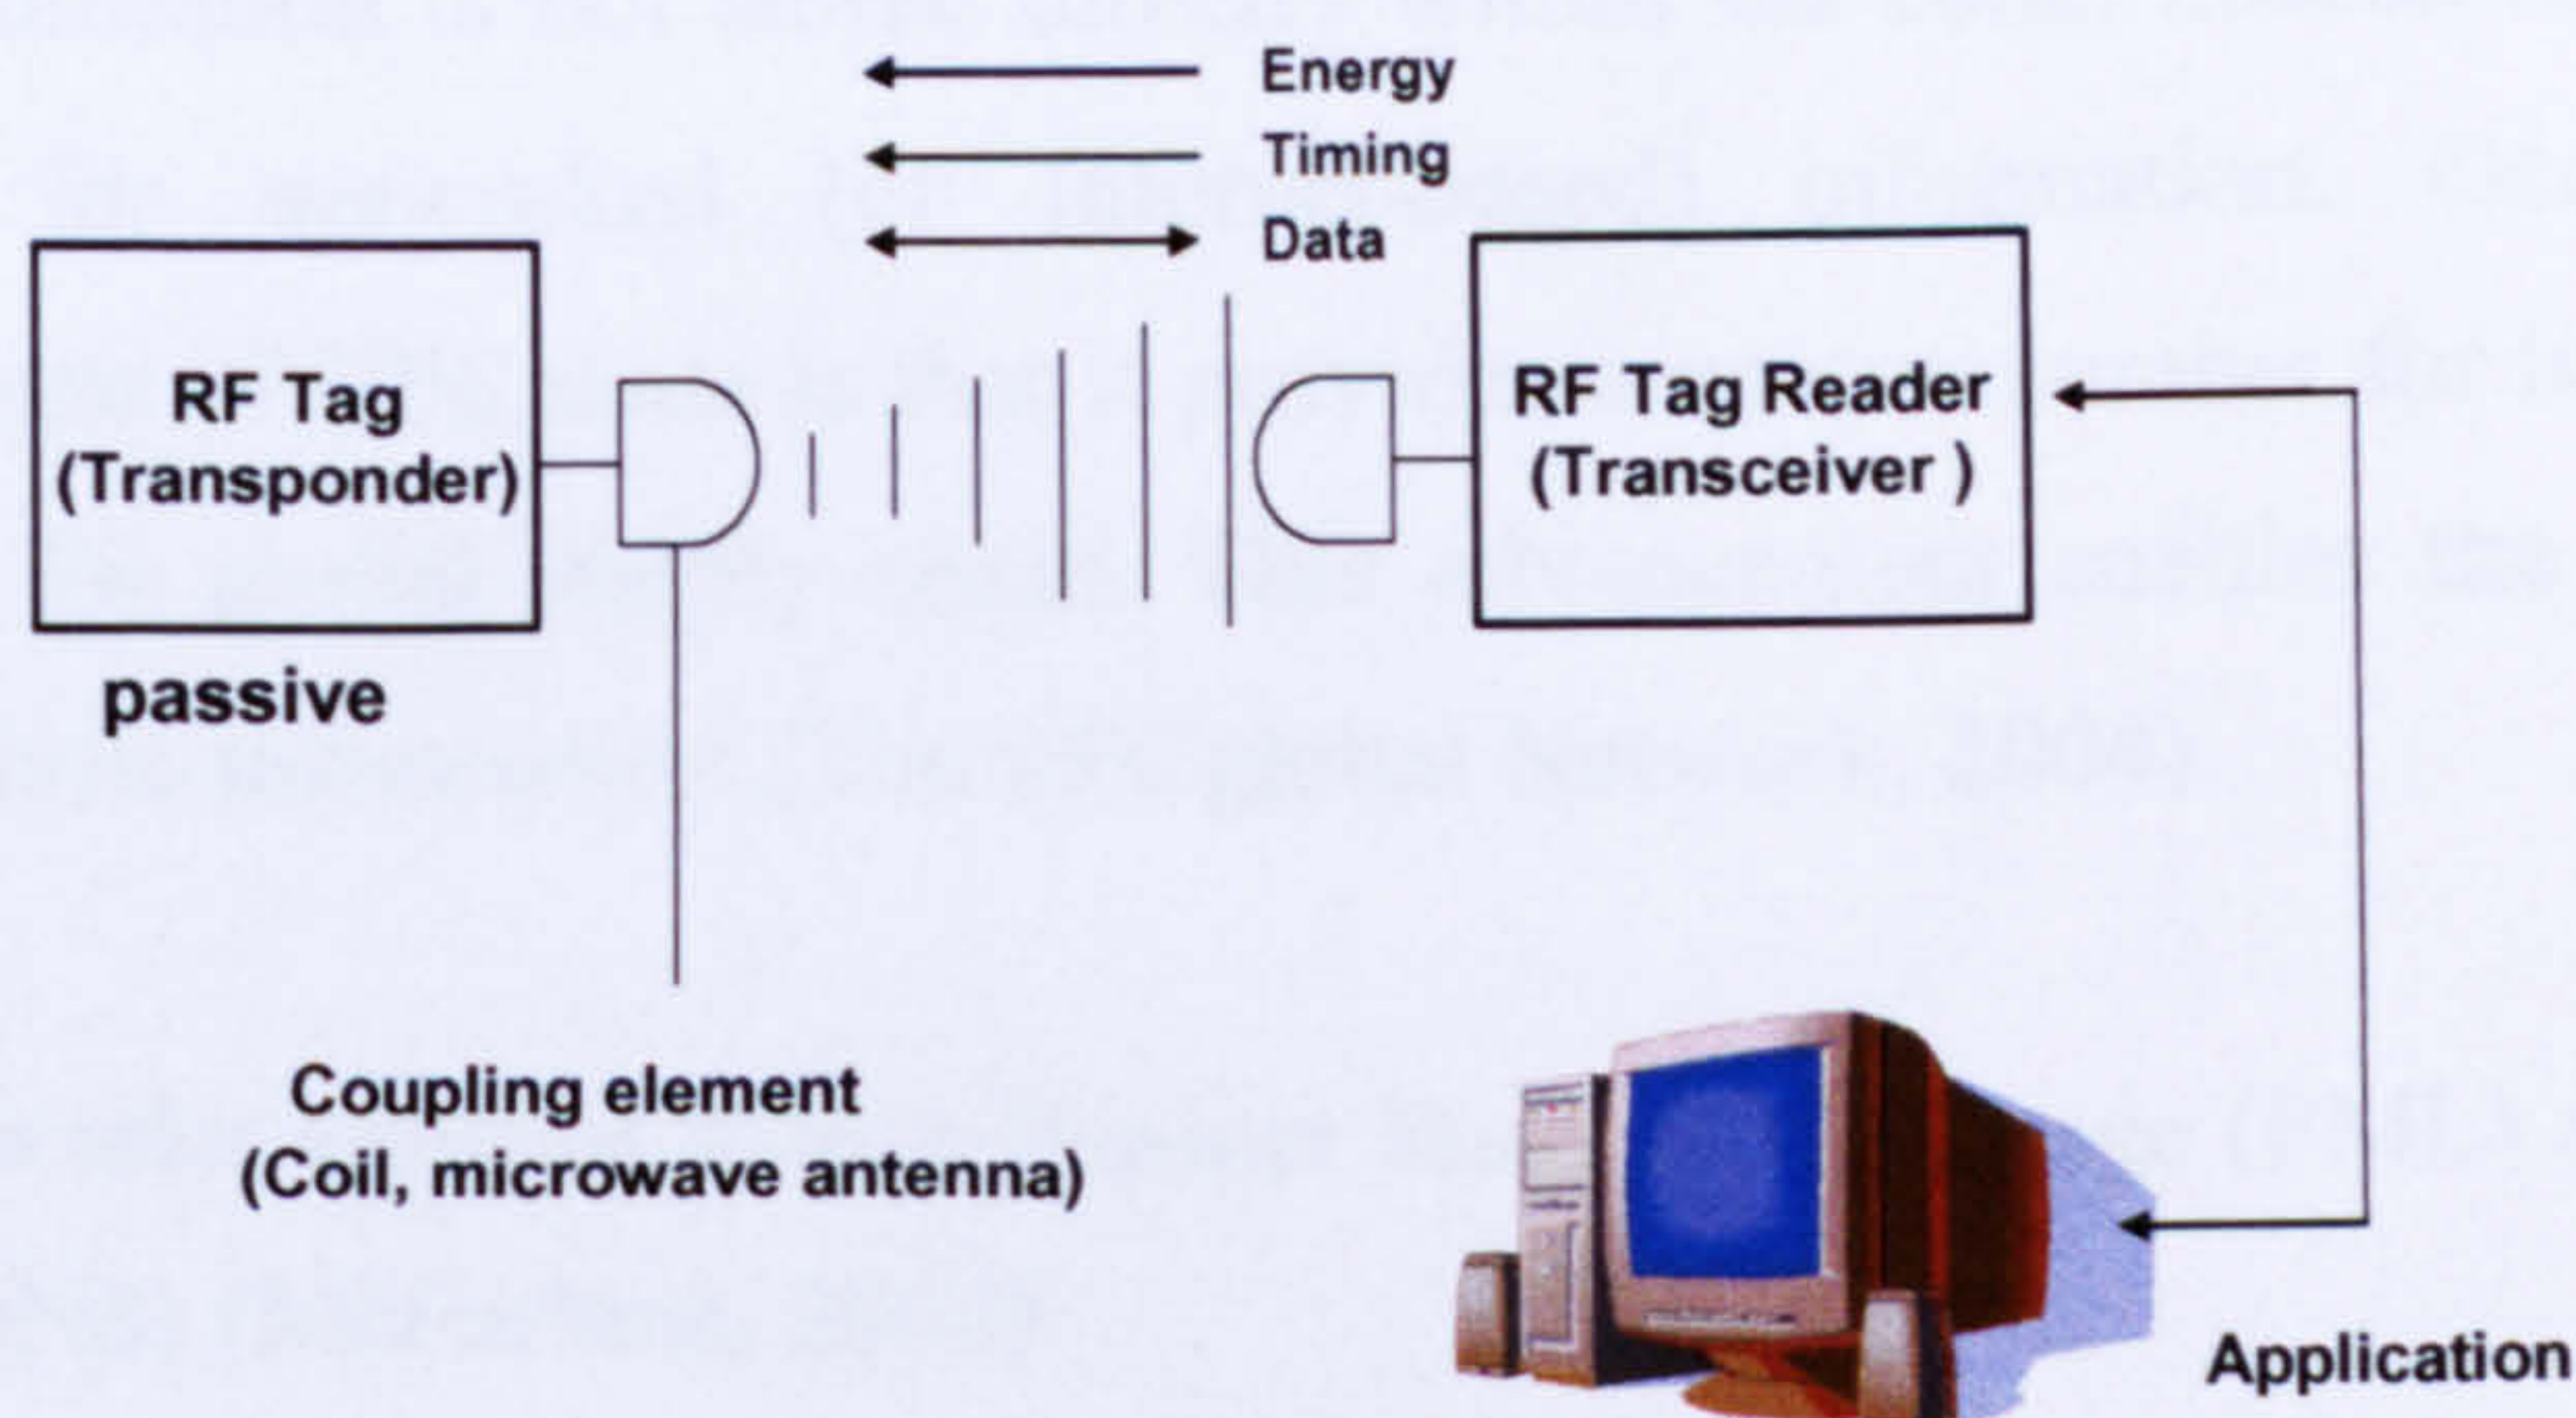 Energy
Timing
Data
RF Tag
(Transponder)
RF Tag Reader
(Transceiver )
passive
Coupling element
(Coil, microwave antenna)
Application